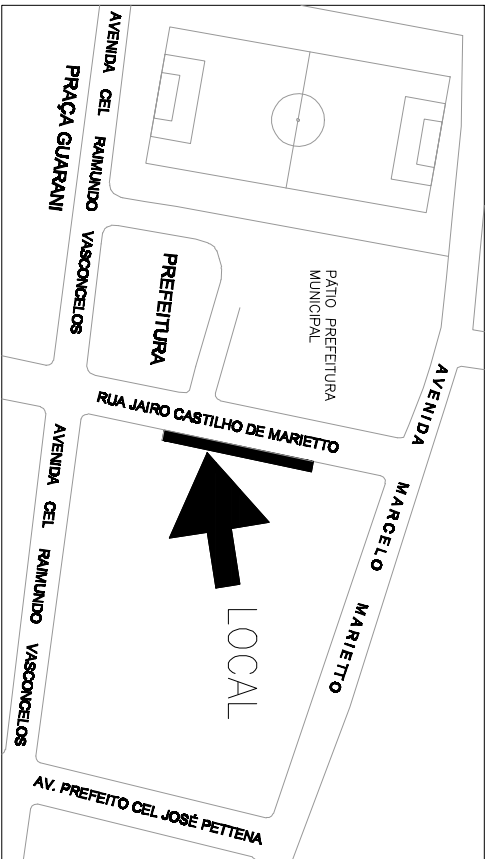 AVENIDA CEL RAIMUNDO VASCONCELOS
PRAÇA GUARANI
PREFEITURA
PÁTIO PREFEITURA
MUNICIPAL
AVENIDA MARCELO MARIETTO
RUA JAIRO CASTILHO DE MARIETTO
LOCAL
AVENIDA CEL RAIMUNDO VASCONCELOS
AV. PREFEITO CEL JOSÉ PETTENA